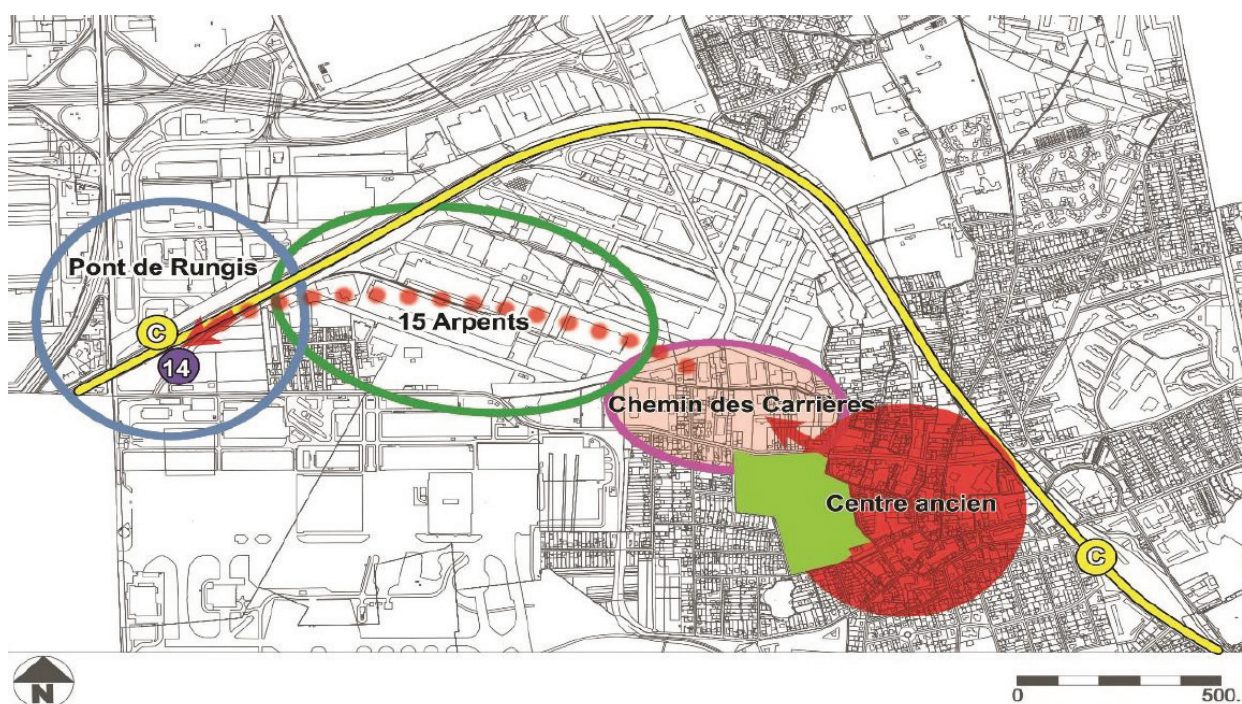 Pont de Rungis
C
14
15 Arpents
Chemin des Carrières
Centre ancien
C
N
0 500.